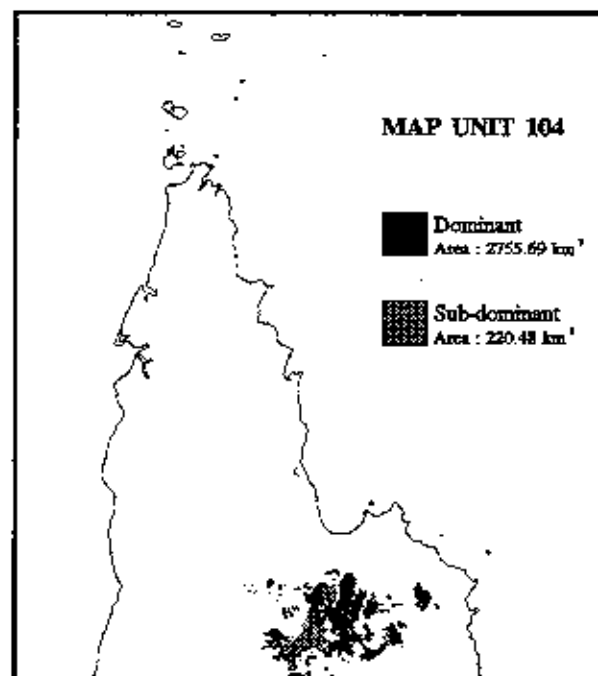 MAP UNIT 104
Dominant
Area : 2755.69 km²
Sub-dominant
Area : 220.48 km²